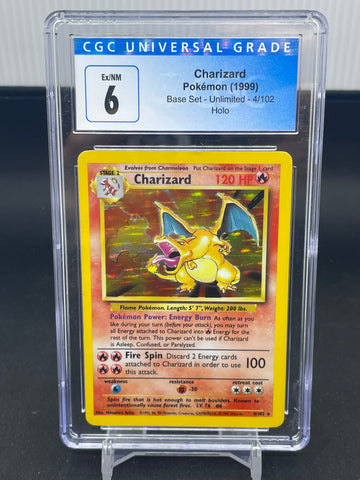 CGC UNIVERSAL GRADE
Ex/NM
6
Charizard
Pokémon (1999)
Base Set - Unlimited - 4/102
Holo
Evolves from Charmeleon Put Charizard on the Stage 1 card
STAGE 2
Charizard 120 HP
Flame Pokémon. Length: 5' 7", Weight: 200 lbs.
Pokémon Power: Energy Burn As often as you
like during your turn (before your attack), you may turn all
Energy attached to Charizard into Energy for the rest of
the turn. This power can't be used if Charizard
is Asleep, Confused, or Paralyzed.
Fire Spin Discard 2 Energy cards
attached to Charizard in order to use
this attack.
100
weakness resistance retreat cost
-30
Spits fire that is hot enough to melt boulders. Known to
unintentionally cause forest fires. LV. 76 #6
4/102